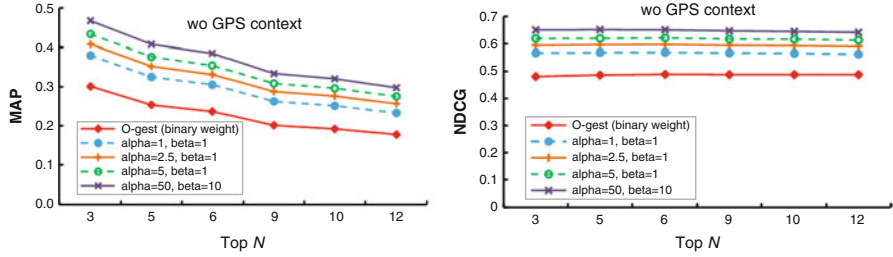 wo GPS context
0.5
0.4
0.3
0.2
0.1
0.0
MAP
O-gest (binary weight)
alpha=1, beta=1
alpha=2.5, beta=1
alpha=5, beta=1
alpha=50, beta=10
3 5 6 9 10 12
Top N
wo GPS context
0.7
0.6
0.5
0.4
0.3
0.2
0.1
0
NDCG
O-gest (binary weight)
alpha=1, beta=1
alpha=2.5, beta=1
alpha=5, beta=1
alpha=50, beta=10
3 5 6 9 10 12
Top N